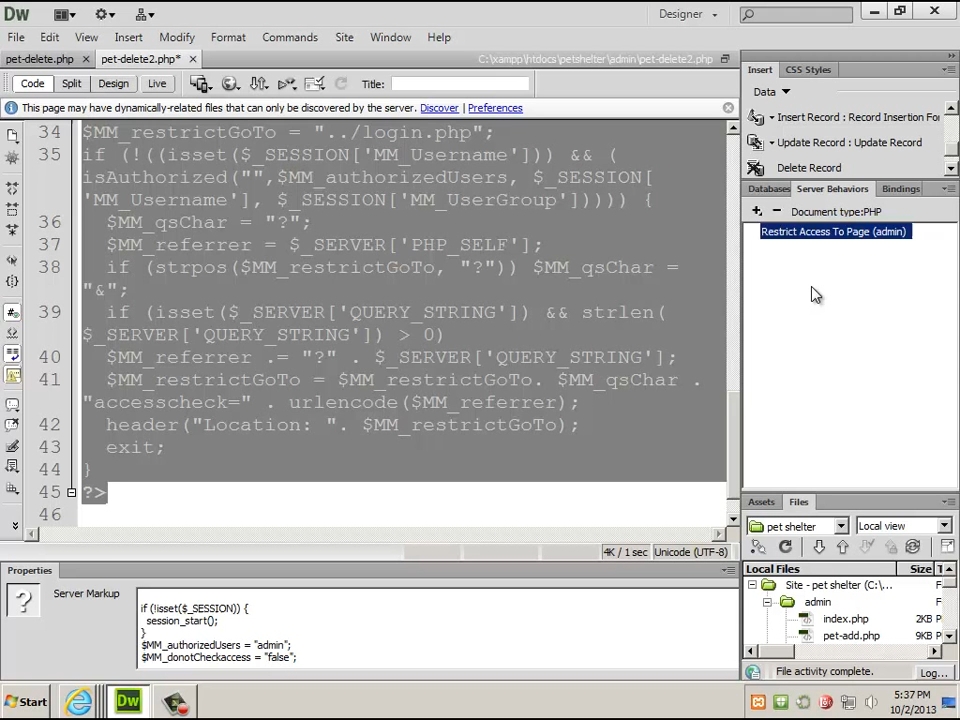 Dw
Designer
File Edit View Insert Modify Format Commands Site Window Help
pet-delete.php pet-delete2.php* C:\xampp\htdocs\petshelter\admin\pet-delete2.php
Code Split Design Live Title:
This page may have dynamically-related files that can only be discovered by the server. Discover Preferences
34 $MM_restrictGoTo = "../login.php";
35 if (!((isset($_SESSION['MM_Username'])) && (
isAuthorized("",$MM_authorizedUsers, $_SESSION[
'MM_Username'], $_SESSION['MM_UserGroup'])))) {
36 $MM_qsChar = "?";
37 $MM_referrer = $_SERVER['PHP_SELF'];
38 if (strpos($MM_restrictGoTo, "?")) $MM_qsChar =
"&";
39 if (isset($_SERVER['QUERY_STRING']) && strlen(
$_SERVER['QUERY_STRING']) > 0)
40 $MM_referrer .= "?" . $_SERVER['QUERY_STRING'];
41 $MM_restrictGoTo = $MM_restrictGoTo. $MM_qsChar .
"accesscheck=" . urlencode($MM_referrer);
42 header("Location: ". $MM_restrictGoTo);
43 exit;
44 }
45 ?>
46
4K / 1 sec Unicode (UTF-8)
Properties
Server Markup
if (!isset($_SESSION)) {
session_start();
}
$MM_authorizedUsers = "admin";
$MM_donotCheckaccess = "false";
Insert CSS Styles
Data
Insert Record : Record Insertion For
Update Record : Update Record
Delete Record
Databases Server Behaviors Bindings
Document type:PHP
Restrict Access To Page (admin)
Assets Files
pet shelter Local view
Local Files Size T
Site - pet shelter (C:\... F
admin F
index.php 2KB P
pet-add.php 9KB P
File activity complete. Log...
Start Dw 5:37 PM
10/2/2013